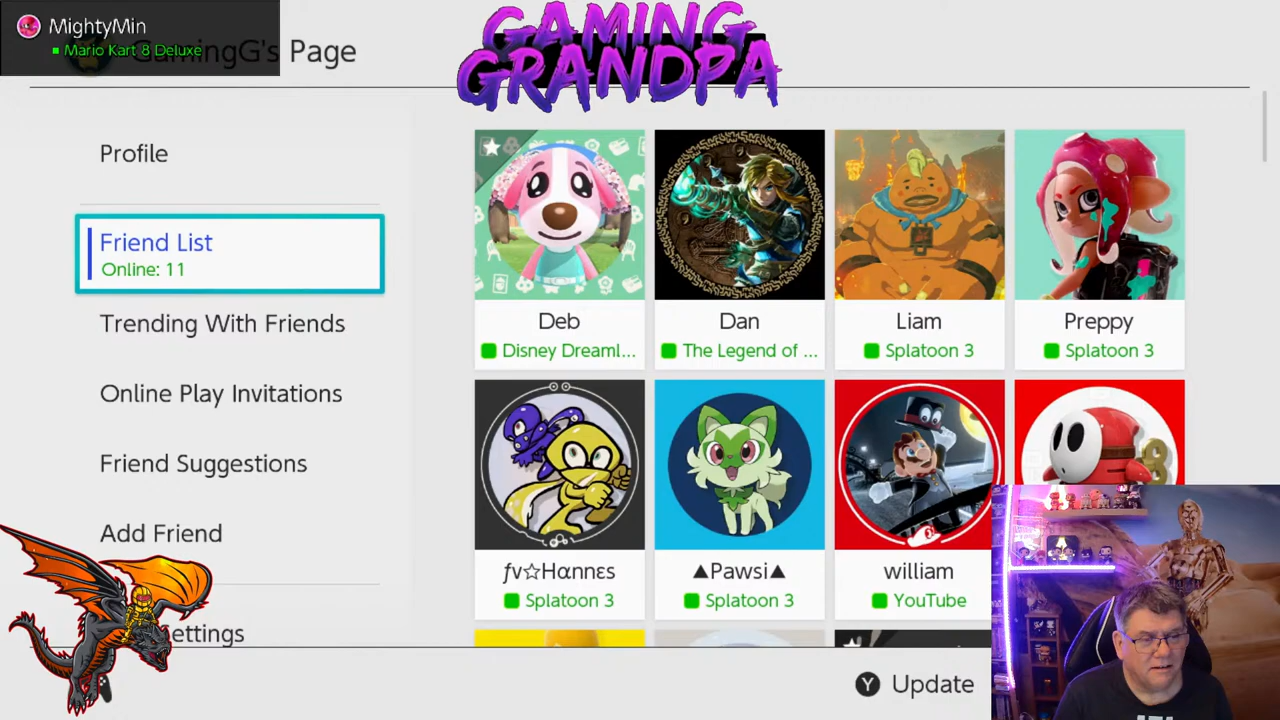 MightyMin
Mario Kart 8 Deluxe
GamingG's Page
GAMING
GRANDPA
Profile
Friend List
Online: 11
Trending With Friends
Online Play Invitations
Friend Suggestions
Add Friend
Settings
Deb
Disney Dreaml...
Dan
The Legend of ...
Liam
Splatoon 3
Preppy
Splatoon 3
ƒv☆Hαnnεs
Splatoon 3
▲Pawsi▲
Splatoon 3
william
YouTube
Y Update